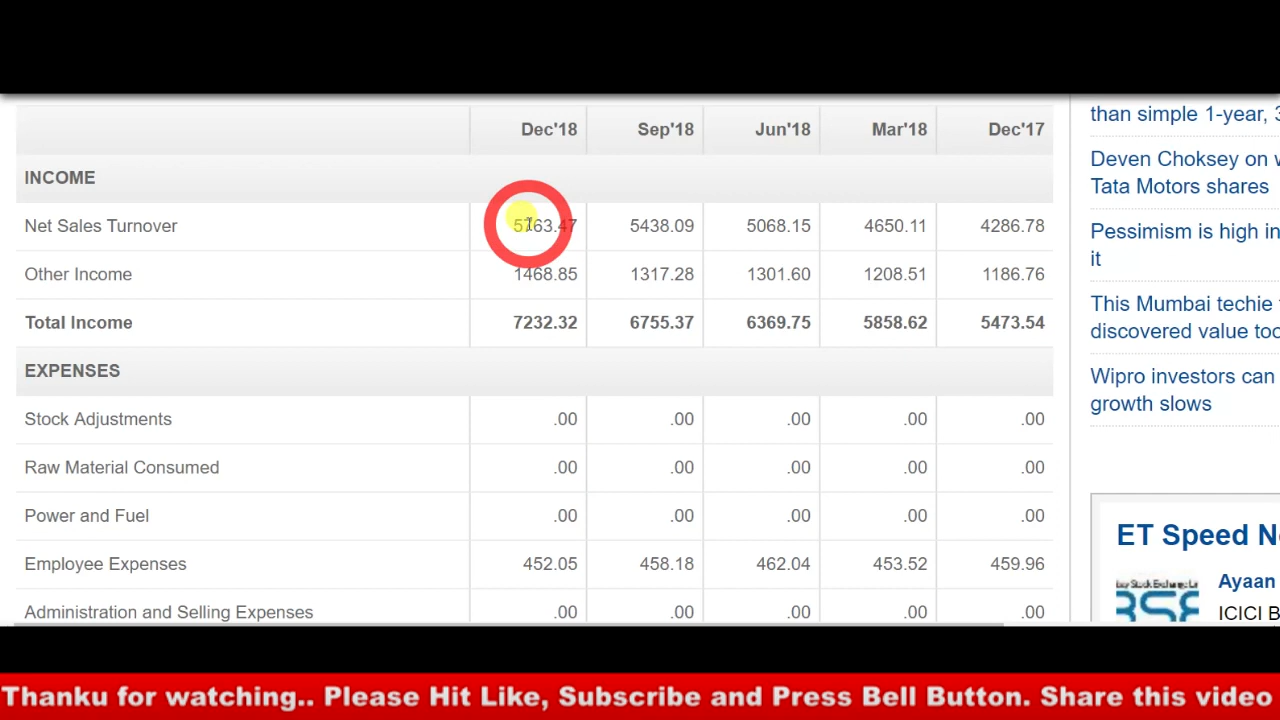 Dec'18 Sep'18 Jun'18 Mar'18 Dec'17
INCOME
Net Sales Turnover 5763.47 5438.09 5068.15 4650.11 4286.78
Other Income 1468.85 1317.28 1301.60 1208.51 1186.76
Total Income 7232.32 6755.37 6369.75 5858.62 5473.54
EXPENSES
Stock Adjustments .00 .00 .00 .00 .00
Raw Material Consumed .00 .00 .00 .00 .00
Power and Fuel .00 .00 .00 .00 .00
Employee Expenses 452.05 458.18 462.04 453.52 459.96
Administration and Selling Expenses .00 .00 .00 .00 .00
than simple 1-year, 3
Deven Choksey on w
Tata Motors shares
Pessimism is high in
it
This Mumbai techie
discovered value too
Wipro investors can
growth slows
ET Speed Ne
Ayaan
ICICI B
Thanku for watching.. Please Hit Like, Subscribe and Press Bell Button. Share this video